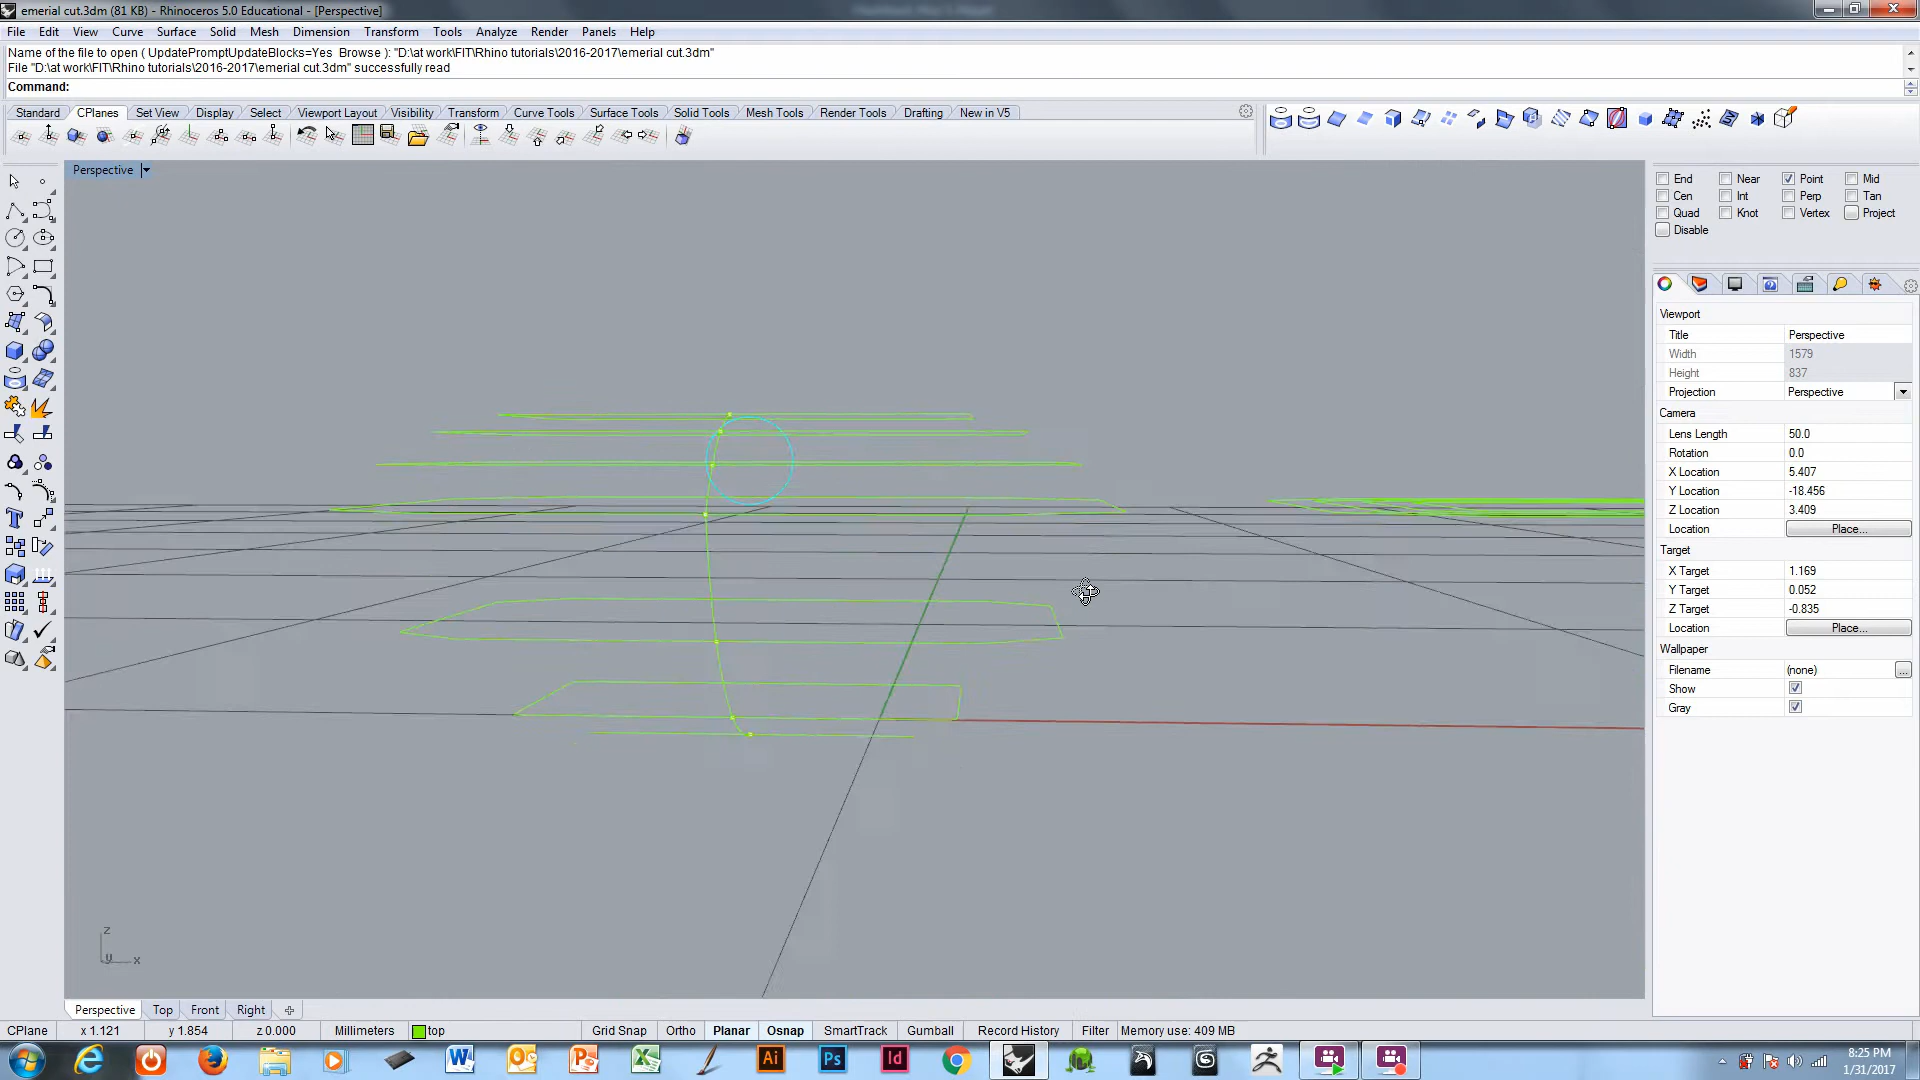 emerial cut.3dm (81 KB) - Rhinoceros 5.0 Educational - [Perspective]
File Edit View Curve Surface Solid Mesh Dimension Transform Tools Analyze Render Panels Help
Name of the file to open ( UpdatePromptUpdateBlocks=Yes Browse ): "D:\at work\FIT\Rhino tutorials\2016-2017\emerial cut.3dm"
File "D:\at work\FIT\Rhino tutorials\2016-2017\emerial cut.3dm" successfully read
Command:
Standard CPlanes Set View Display Select Viewport Layout Visibility Transform Curve Tools Surface Tools Solid Tools Mesh Tools Render Tools Drafting New in V5
Perspective
End Near Point Mid
Cen Int Perp Tan
Quad Knot Vertex Project
Disable
Viewport
Title Perspective
Width 1579
Height 837
Projection Perspective
Camera
Lens Length 50.0
Rotation 0.0
X Location 5.407
Y Location -18.456
Z Location 3.409
Location Place...
Target
X Target 1.169
Y Target 0.052
Z Target -0.835
Location Place...
Wallpaper
Filename (none) ...
Show
Gray
z
y x
Perspective Top Front Right
CPlane x 1.121 y 1.854 z 0.000 Millimeters top Grid Snap Ortho Planar Osnap SmartTrack Gumball Record History Filter Memory use: 409 MB
Ai Ps Id
8:25 PM
1/31/2017